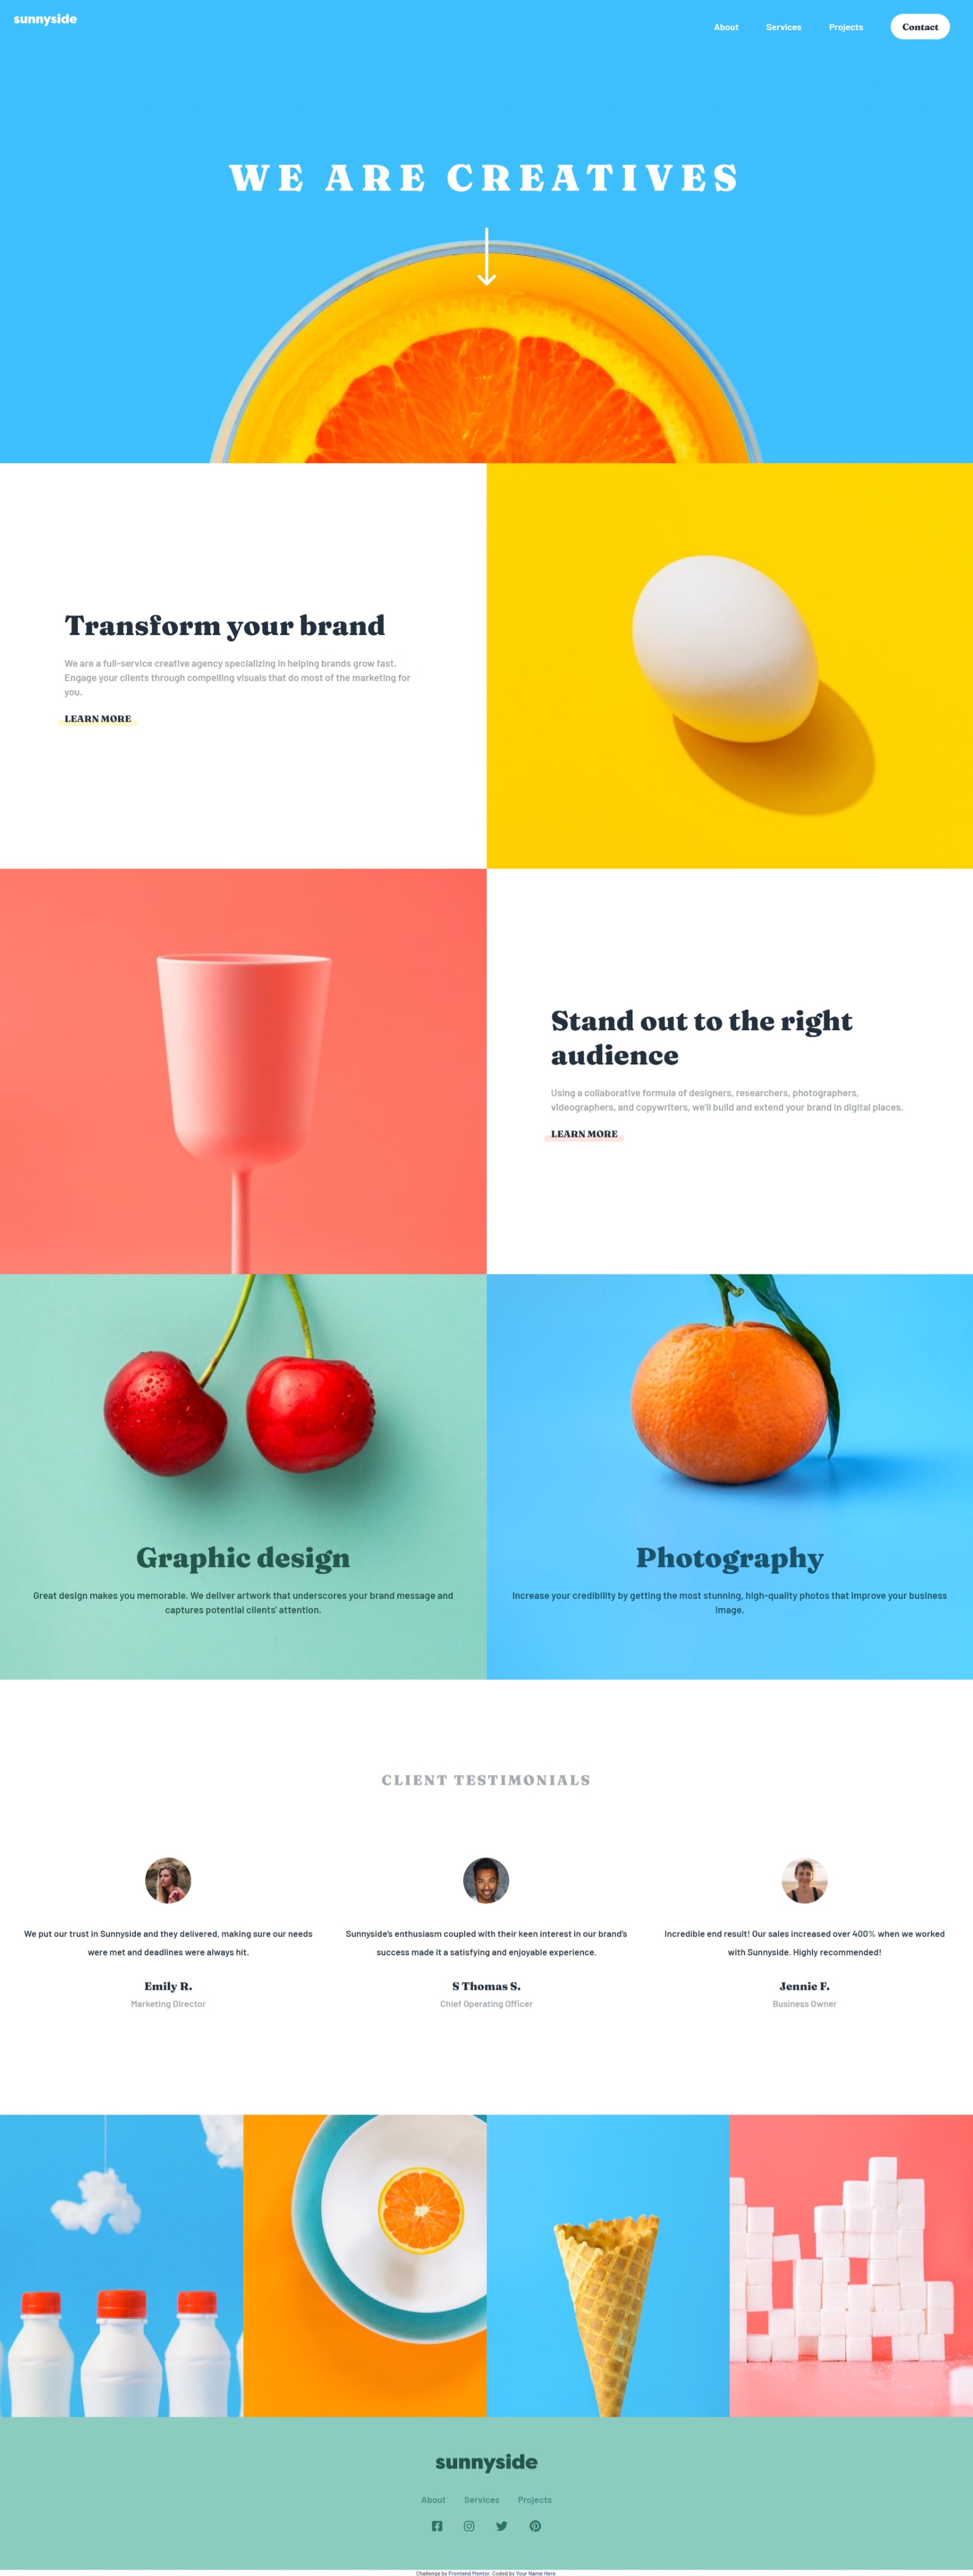 sunnyside
About Services Projects Contact
WE ARE CREATIVES
Transform your brand
We are a full-service creative agency specializing in helping brands grow fast.
Engage your clients through compelling visuals that do most of the marketing for
you.
LEARN MORE
Stand out to the right
audience
Using a collaborative formula of designers, researchers, photographers,
videographers, and copywriters, we'll build and extend your brand in digital places.
LEARN MORE
Graphic design
Great design makes you memorable. We deliver artwork that underscores your brand message and
captures potential clients' attention.
Photography
Increase your credibility by getting the most stunning, high-quality photos that improve your business
image.
CLIENT TESTIMONIALS
We put our trust in Sunnyside and they delivered, making sure our needs
were met and deadlines were always hit.
Emily R.
Marketing Director
Sunnyside's enthusiasm coupled with their keen interest in our brand's
success made it a satisfying and enjoyable experience.
S Thomas S.
Chief Operating Officer
Incredible end result! Our sales increased over 400% when we worked
with Sunnyside. Highly recommended!
Jennie F.
Business Owner
sunnyside
About Services Projects
Challenge by Frontend Mentor. Coded by Your Name Here.